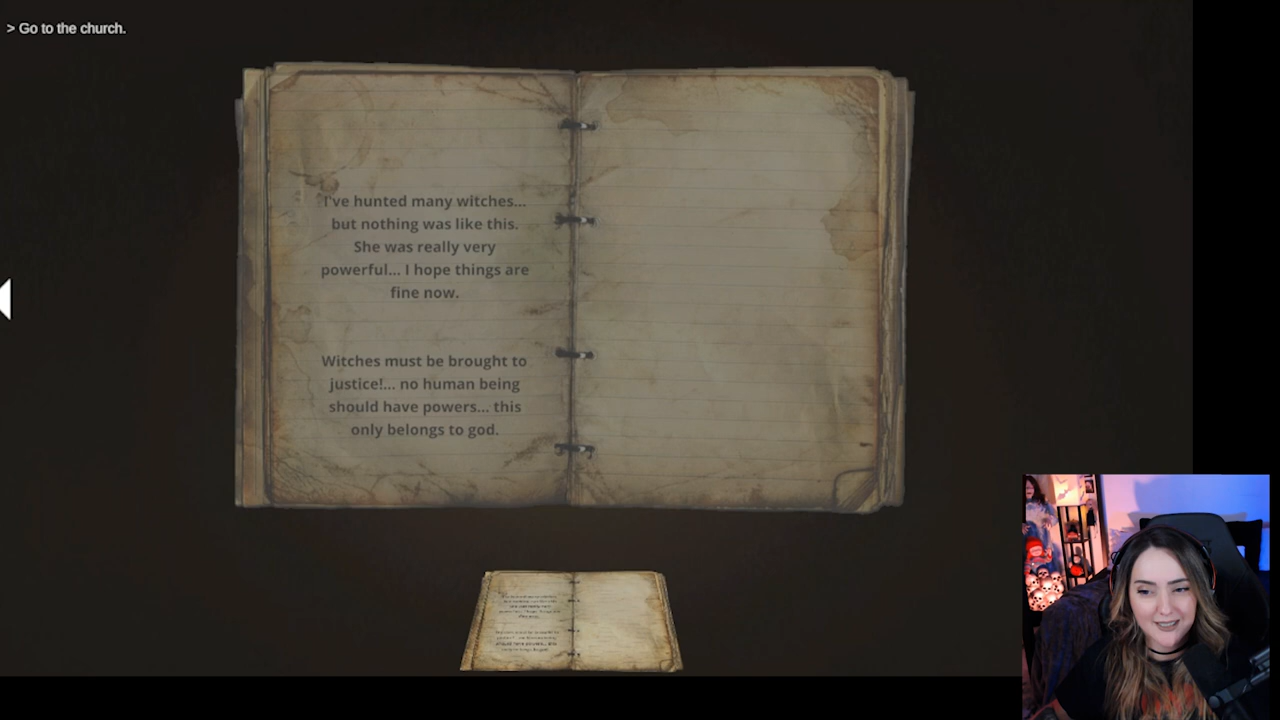 > Go to the church.
I've hunted many witches...
but nothing was like this.
She was really very
powerful... I hope things are
fine now.
Witches must be brought to
justice!... no human being
should have powers... this
only belongs to god.